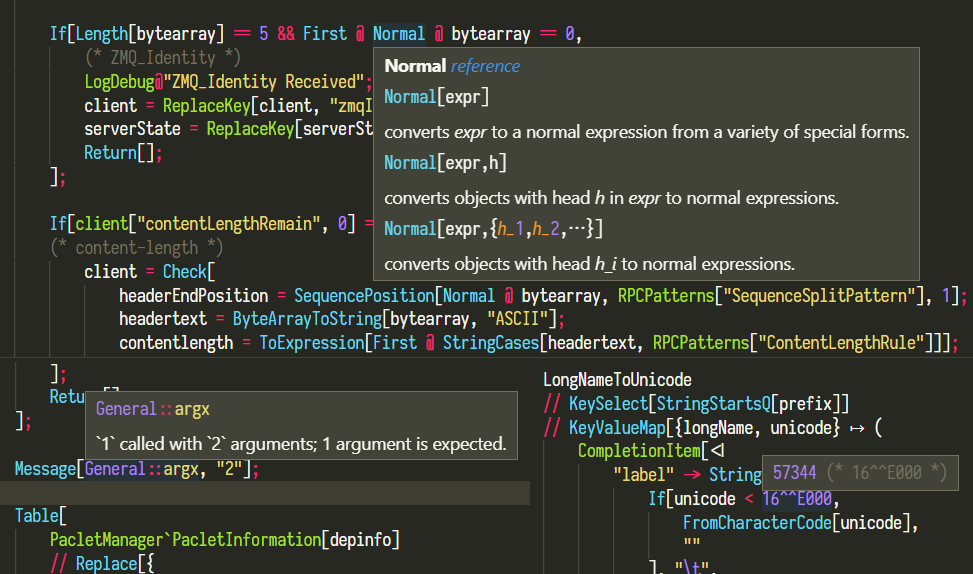 If[Length[bytearray] == 5 && First @ Normal @ bytearray == 0,
(* ZMQ_Identity *)
LogDebug@"ZMQ_Identity Received";
client = ReplaceKey[client, "zmqI
serverState = ReplaceKey[serverSt
Return[];
];
Normal reference
Normal[expr]
converts expr to a normal expression from a variety of special forms.
Normal[expr,h]
converts objects with head h in expr to normal expressions.
Normal[expr,{h_1,h_2,⋯}]
converts objects with head h_i to normal expressions.
If[client["contentLengthRemain", 0] =
(* content-length *)
client = Check[
headerEndPosition = SequencePosition[Normal @ bytearray, RPCPatterns["SequenceSplitPattern"], 1];
headertext = ByteArrayToString[bytearray, "ASCII"];
contentlength = ToExpression[First @ StringCases[headertext, RPCPatterns["ContentLengthRule"]]];
];
Retu
];
General::argx
`1` called with `2` arguments; 1 argument is expected.
Message[General::argx, "2"];
Table[
PacletManager`PacletInformation[depinfo]
// Replace[{
LongNameToUnicode
// KeySelect[StringStartsQ[prefix]]
// KeyValueMap[{longName, unicode} ↦ (
CompletionItem[<|
"label" → String
57344 (* 16^^E000 *)
If[unicode < 16^^E000,
FromCharacterCode[unicode],
""
], "\t",